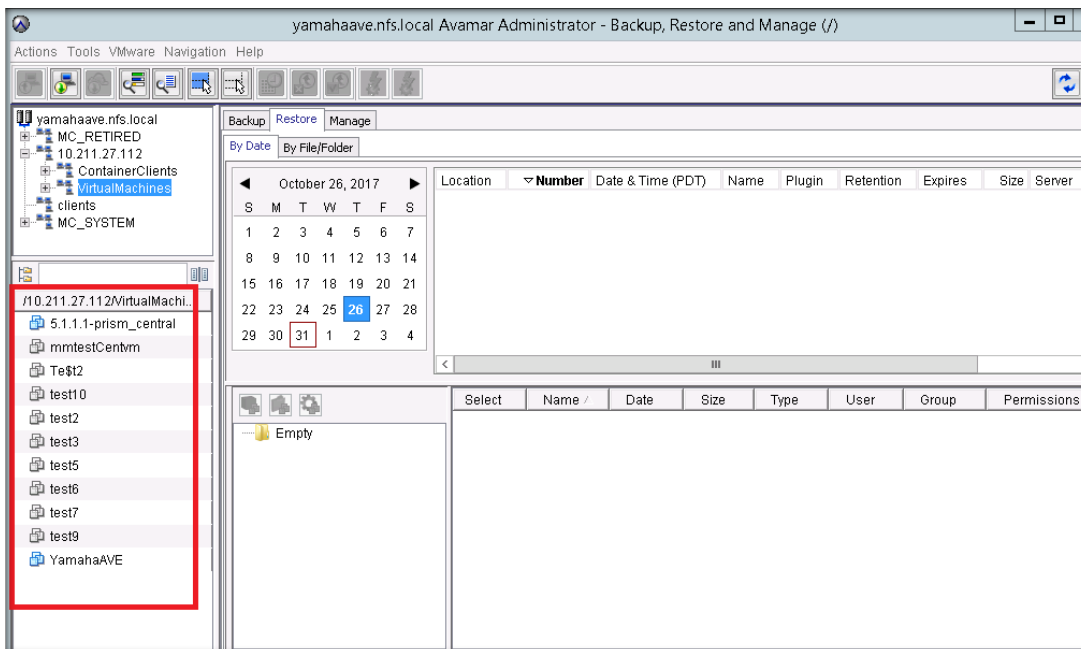 yamahaave.nfs.local Avamar Administrator - Backup, Restore and Manage (/)
Actions Tools VMware Navigation Help
yamahaave.nfs.local
MC_RETIRED
10.211.27.112
ContainerClients
VirtualMachines
clients
MC_SYSTEM
/10.211.27.112/VirtualMachi...
5.1.1.1-prism_central
mmtestCentvm
Te$t2
test10
test2
test3
test5
test6
test7
test9
YamahaAVE
Backup Restore Manage
By Date By File/Folder
October 26, 2017
S M T W T F S
1 2 3 4 5 6 7
8 9 10 11 12 13 14
15 16 17 18 19 20 21
22 23 24 25 26 27 28
29 30 31 1 2 3 4
Location Number Date & Time (PDT) Name Plugin Retention Expires Size Server
Empty
Select Name Date Size Type User Group Permissions